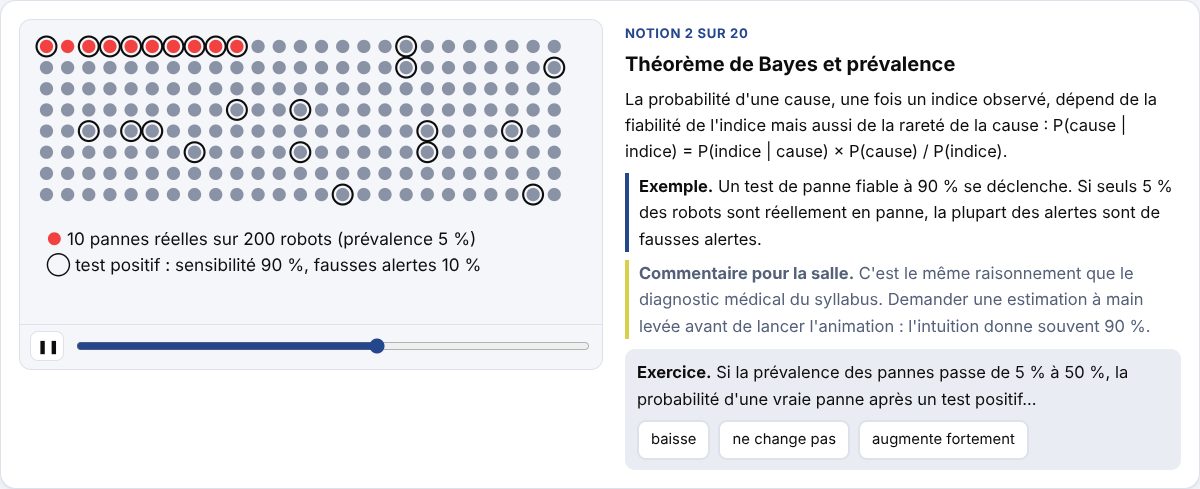 10 pannes réelles sur 200 robots (prévalence 5 %)
test positif : sensibilité 90 %, fausses alertes 10 %
NOTION 2 SUR 20
Théorème de Bayes et prévalence
La probabilité d'une cause, une fois un indice observé, dépend de la
fiabilité de l'indice mais aussi de la rareté de la cause : P(cause |
indice) = P(indice | cause) × P(cause) / P(indice).
Exemple. Un test de panne fiable à 90 % se déclenche. Si seuls 5 %
des robots sont réellement en panne, la plupart des alertes sont de
fausses alertes.
Commentaire pour la salle. C'est le même raisonnement que le
diagnostic médical du syllabus. Demander une estimation à main
levée avant de lancer l'animation : l'intuition donne souvent 90 %.
Exercice. Si la prévalence des pannes passe de 5 % à 50 %, la
probabilité d'une vraie panne après un test positif…
baisse
ne change pas
augmente fortement